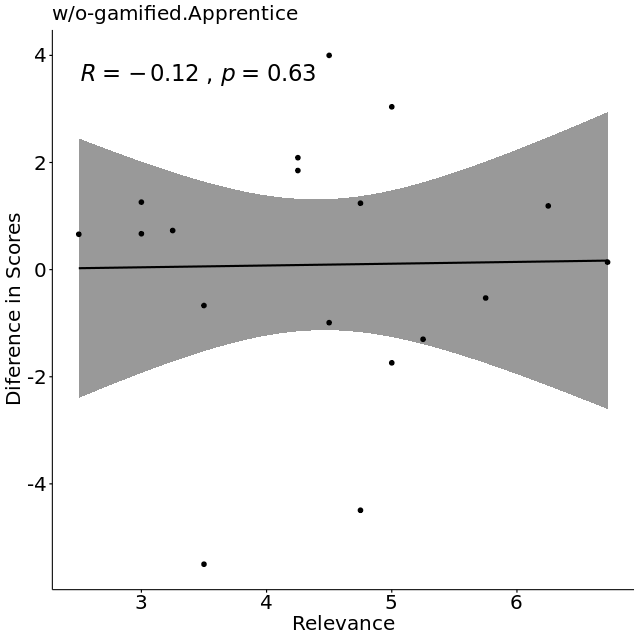 w/o-gamified.Apprentice
R = −0.12 , p = 0.63
4
2
0
-2
-4
Diference in Scores
3 4 5 6
Relevance